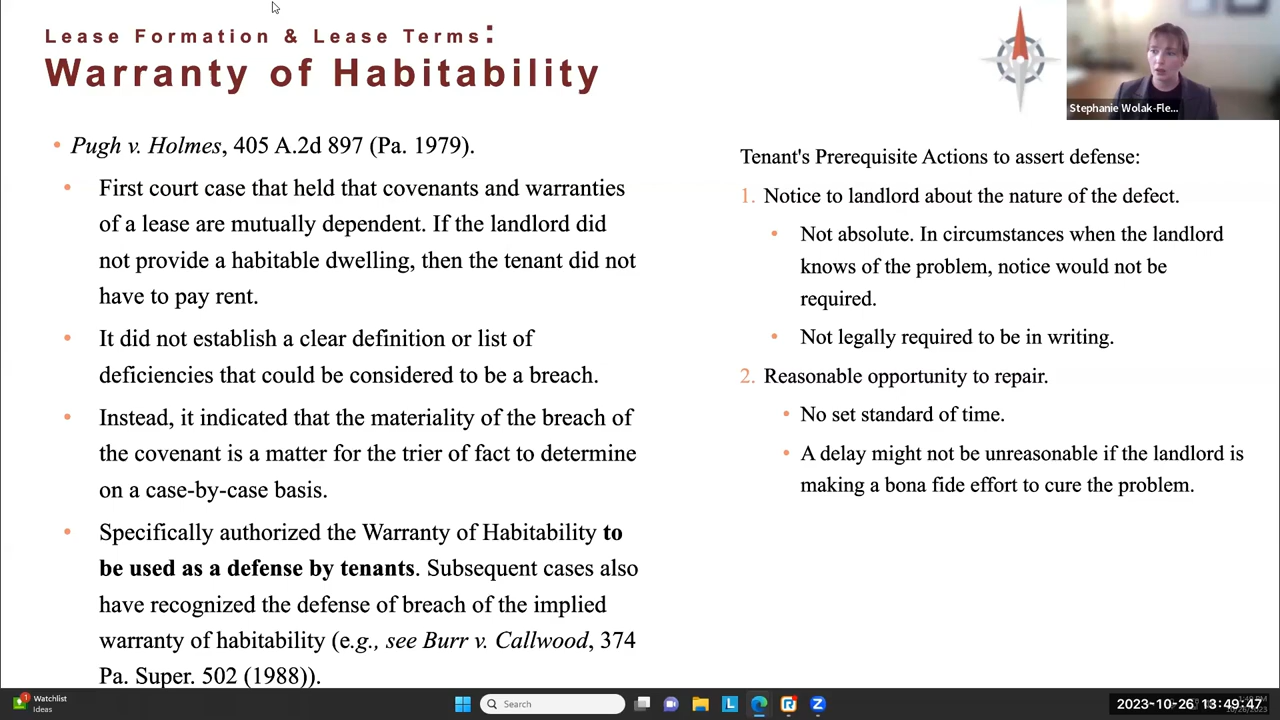 Lease Formation & Lease Terms:
Warranty of Habitability
Stephanie Wolak-Fle...
• Pugh v. Holmes, 405 A.2d 897 (Pa. 1979).
• First court case that held that covenants and warranties
of a lease are mutually dependent. If the landlord did
not provide a habitable dwelling, then the tenant did not
have to pay rent.
• It did not establish a clear definition or list of
deficiencies that could be considered to be a breach.
• Instead, it indicated that the materiality of the breach of
the covenant is a matter for the trier of fact to determine
on a case-by-case basis.
• Specifically authorized the Warranty of Habitability to
be used as a defense by tenants. Subsequent cases also
have recognized the defense of breach of the implied
warranty of habitability (e.g., see Burr v. Callwood, 374
Pa. Super. 502 (1988)).
Tenant's Prerequisite Actions to assert defense:
1. Notice to landlord about the nature of the defect.
• Not absolute. In circumstances when the landlord
knows of the problem, notice would not be
required.
• Not legally required to be in writing.
2. Reasonable opportunity to repair.
• No set standard of time.
• A delay might not be unreasonable if the landlord is
making a bona fide effort to cure the problem.
1
Watchlist
Ideas
Search
2023-10-26 13:49:47